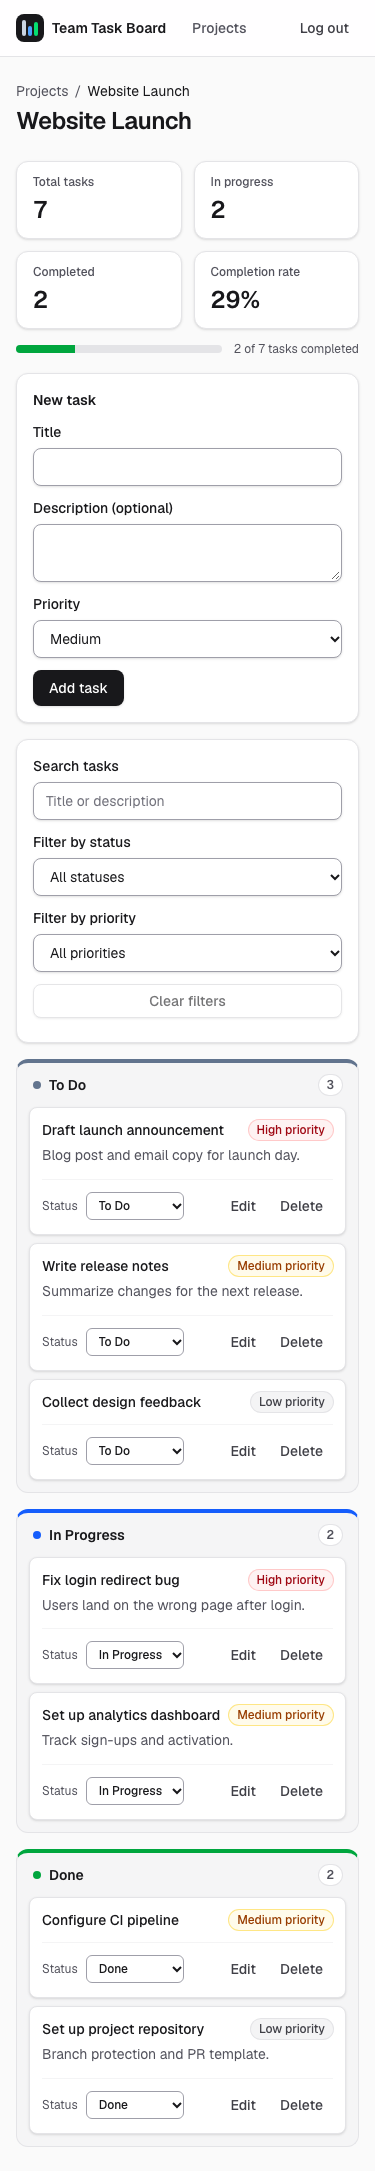 Team Task Board Projects Log out
Projects / Website Launch
Website Launch
Total tasks
7
In progress
2
Completed
2
Completion rate
29%
2 of 7 tasks completed
New task
Title
Description (optional)
Priority
Medium
Add task
Search tasks
Title or description
Filter by status
All statuses
Filter by priority
All priorities
Clear filters
To Do 3
Draft launch announcement High priority
Blog post and email copy for launch day.
Status To Do Edit Delete
Write release notes Medium priority
Summarize changes for the next release.
Status To Do Edit Delete
Collect design feedback Low priority
Status To Do Edit Delete
In Progress 2
Fix login redirect bug High priority
Users land on the wrong page after login.
Status In Progress Edit Delete
Set up analytics dashboard Medium priority
Track sign-ups and activation.
Status In Progress Edit Delete
Done 2
Configure CI pipeline Medium priority
Status Done Edit Delete
Set up project repository Low priority
Branch protection and PR template.
Status Done Edit Delete